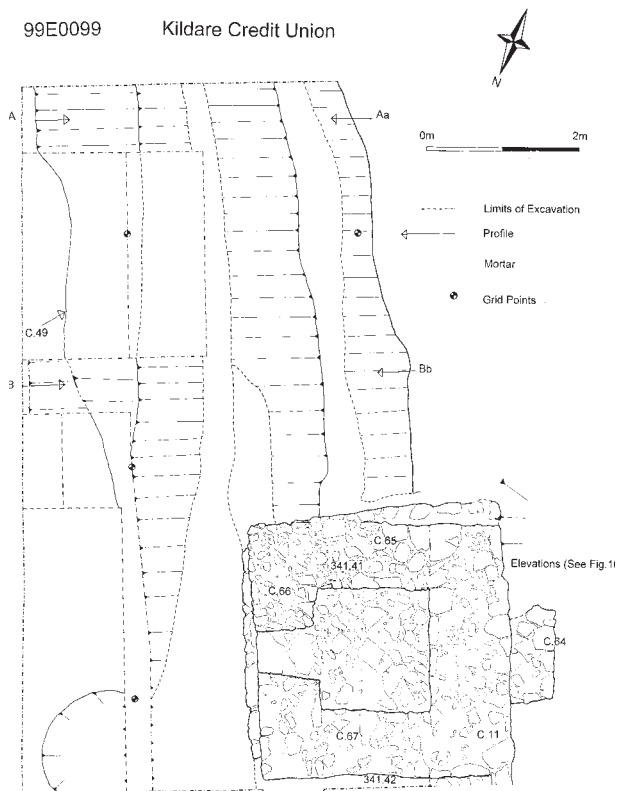 99E0099 Kildare Credit Union
A
Aa
0m 2m
Limits of Excavation
Profile
Mortar
Grid Points
C.49
B
Bb
C.65
341.41
Elevations (See Fig.1
C.66
C.64
C.67
C.11
341.42